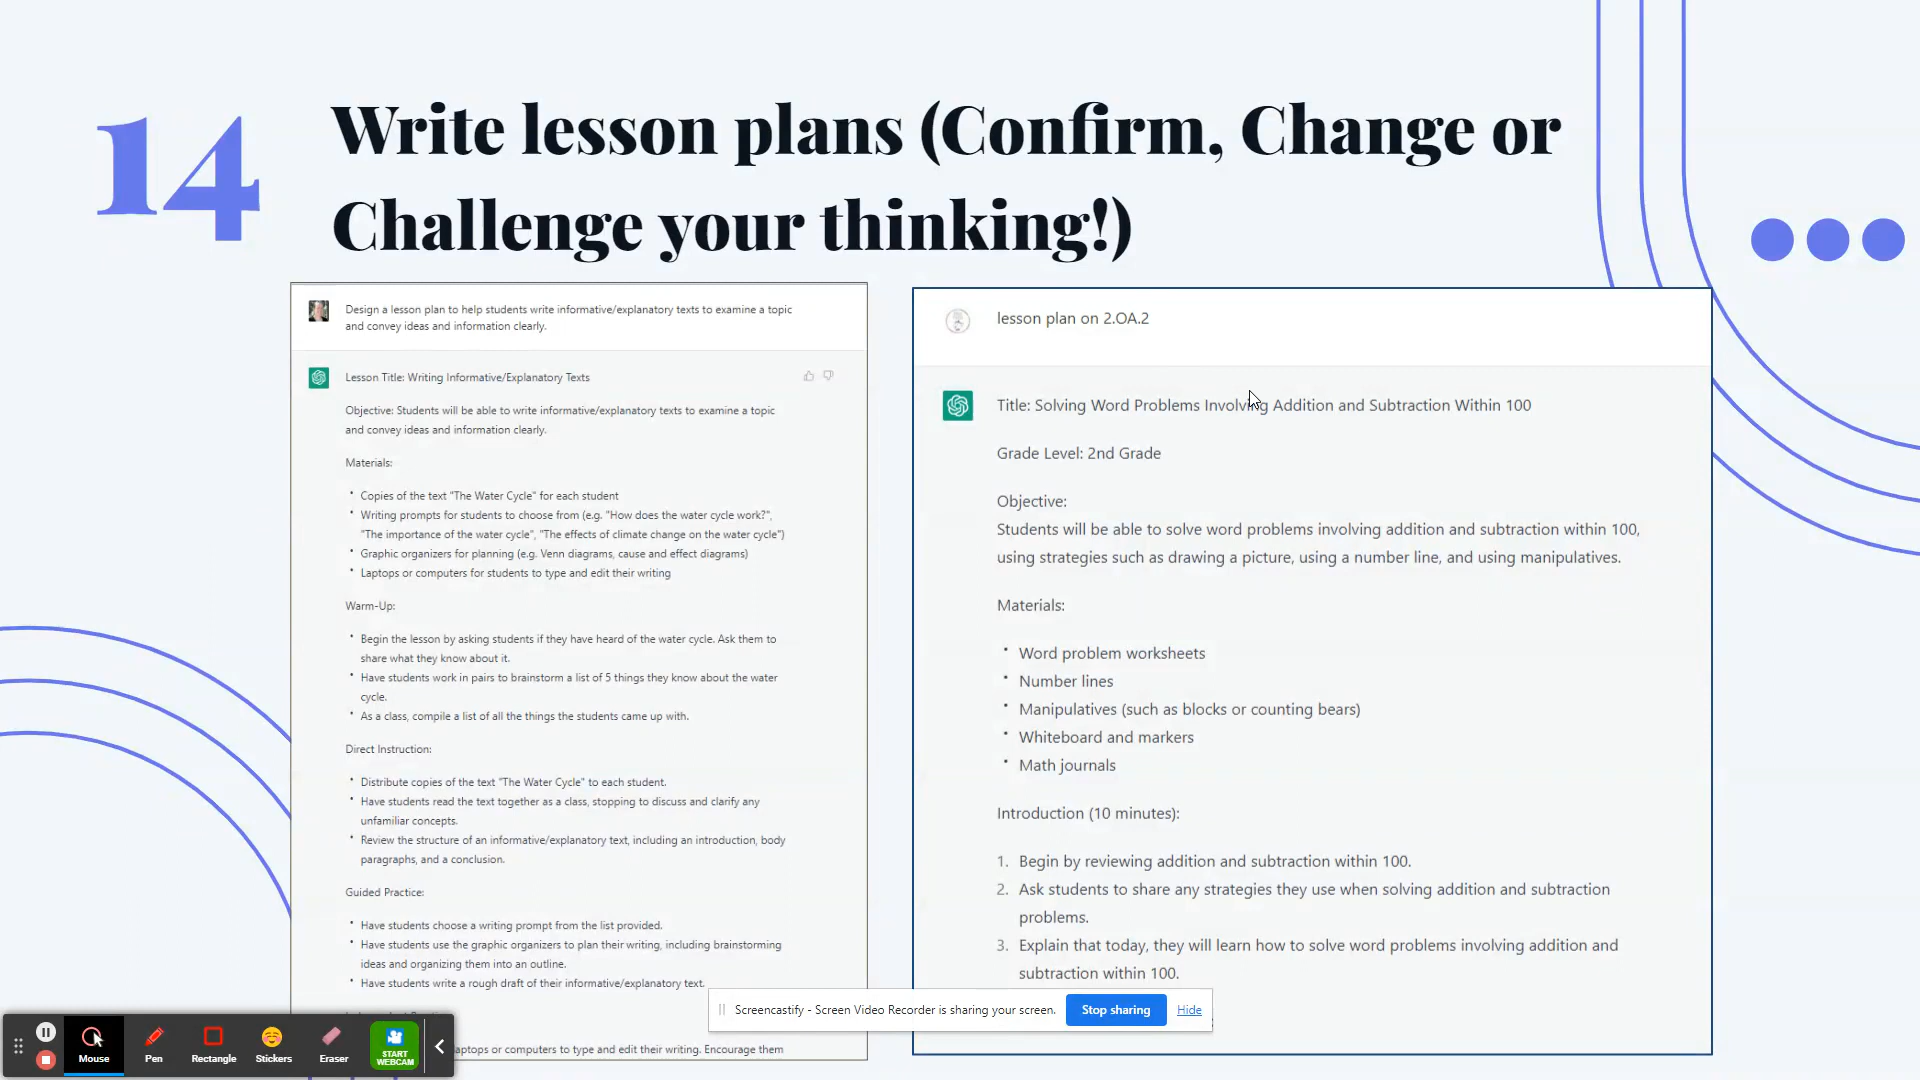 14
Write lesson plans (Confirm, Change or
Challenge your thinking!)
Design a lesson plan to help students write informative/explanatory texts to examine a topic
and convey ideas and information clearly.
Lesson Title: Writing Informative/Explanatory Texts
Objective: Students will be able to write informative/explanatory texts to examine a topic
and convey ideas and information clearly.
Materials:
• Copies of the text "The Water Cycle" for each student
• Writing prompts for students to choose from (e.g. "How does the water cycle work?",
"The importance of the water cycle", "The effects of climate change on the water cycle")
• Graphic organizers for planning (e.g. Venn diagrams, cause and effect diagrams)
• Laptops or computers for students to type and edit their writing
Warm-Up:
• Begin the lesson by asking students if they have heard of the water cycle. Ask them to
share what they know about it.
• Have students work in pairs to brainstorm a list of 5 things they know about the water
cycle.
• As a class, compile a list of all the things the students came up with.
Direct Instruction:
• Distribute copies of the text "The Water Cycle" to each student.
• Have students read the text together as a class, stopping to discuss and clarify any
unfamiliar concepts.
• Review the structure of an informative/explanatory text, including an introduction, body
paragraphs, and a conclusion.
Guided Practice:
• Have students choose a writing prompt from the list provided.
• Have students use the graphic organizers to plan their writing, including brainstorming
ideas and organizing them into an outline.
• Have students write a rough draft of their informative/explanatory text.
laptops or computers to type and edit their writing. Encourage them
lesson plan on 2.OA.2
Title: Solving Word Problems Involving Addition and Subtraction Within 100
Grade Level: 2nd Grade
Objective:
Students will be able to solve word problems involving addition and subtraction within 100,
using strategies such as drawing a picture, using a number line, and using manipulatives.
Materials:
• Word problem worksheets
• Number lines
• Manipulatives (such as blocks or counting bears)
• Whiteboard and markers
• Math journals
Introduction (10 minutes):
1. Begin by reviewing addition and subtraction within 100.
2. Ask students to share any strategies they use when solving addition and subtraction
problems.
3. Explain that today, they will learn how to solve word problems involving addition and
subtraction within 100.
Screencastify - Screen Video Recorder is sharing your screen.
Stop sharing
Hide
Mouse
Pen
Rectangle
Stickers
Eraser
START
WEBCAM